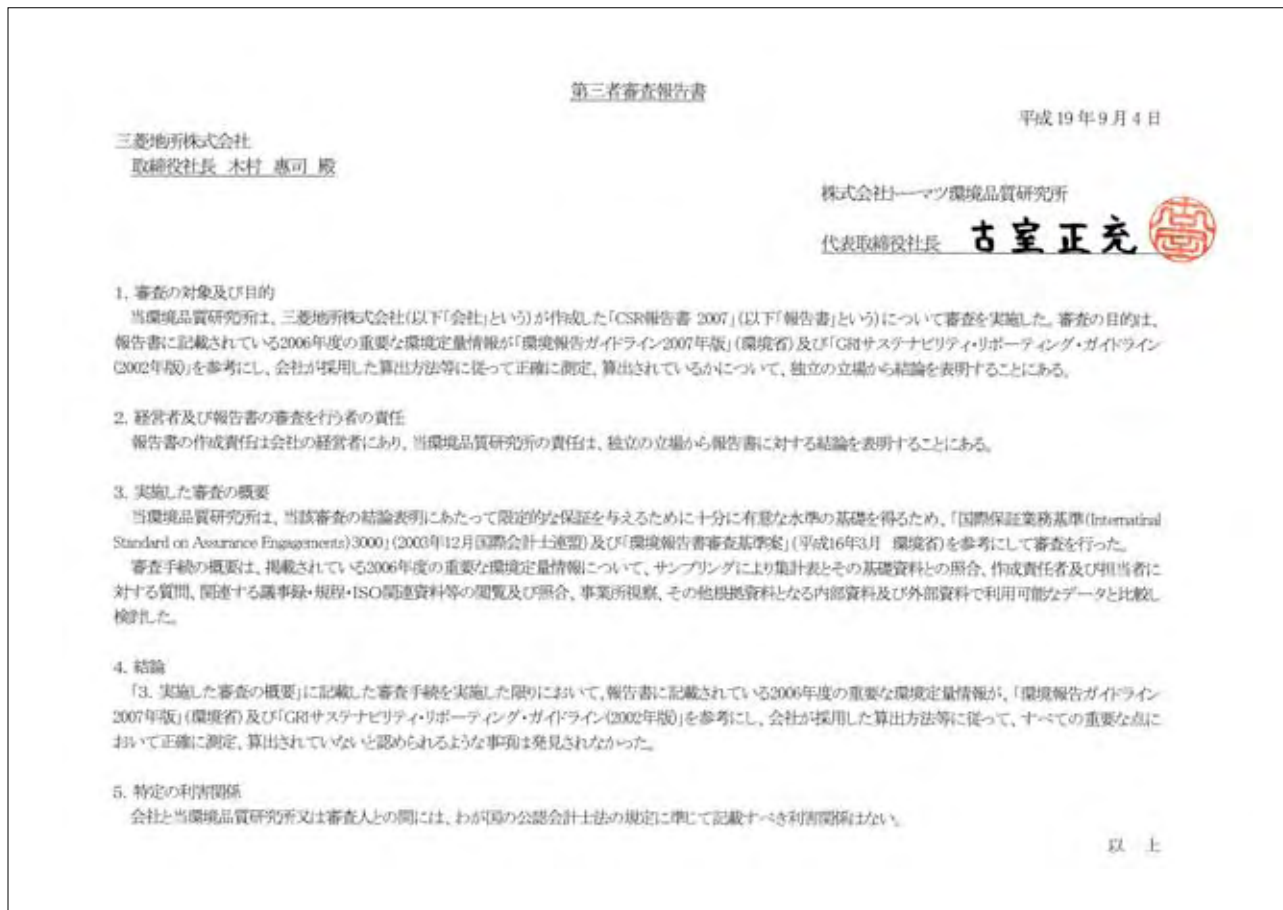 第三者審査報告書
平成19年9月4日
三菱地所株式会社
取締役社長 木村 惠司 殿
株式会社トーマツ環境品質研究所
代表取締役社長 古室正充
1. 審査の対象及び目的
当環境品質研究所は、三菱地所株式会社(以下「会社」という)が作成した「CSR報告書 2007」(以下「報告書」という)について審査を実施した。審査の目的は、
報告書に記載されている2006年度の重要な環境定量情報が「環境報告ガイドライン2007年版」(環境省)及び「GRIサステナビリティ・リポーティング・ガイドライン
(2002年版)」を参考にし、会社が採用した算出方法等に従って正確に測定、算出されているかについて、独立の立場から結論を表明することにある。
2. 経営者及び報告書の審査を行う者の責任
報告書の作成責任は会社の経営者にあり、当環境品質研究所の責任は、独立の立場から報告書に対する結論を表明することにある。
3. 実施した審査の概要
当環境品質研究所は、当該審査の結論表明にあたって限定的な保証を与えるために十分に有意な水準の基礎を得るため、「国際保証業務基準(Internatinal
Standard on Assurance Engagements)3000」(2003年12月国際会計士連盟)及び「環境報告書審査基準案」(平成16年3月 環境省)を参考にして審査を行った。
審査手続の概要は、掲載されている2006年度の重要な環境定量情報について、サンプリングにより集計表とその基礎資料との照合、作成責任者及び担当者に
対する質問、関連する議事録・規程・ISO関連資料等の閲覧及び照合、事業所視察、その他根拠資料となる内部資料及び外部資料で利用可能なデータと比較し
検討した。
4. 結論
「3. 実施した審査の概要」に記載した審査手続を実施した限りにおいて、報告書に記載されている2006年度の重要な環境定量情報が、「環境報告ガイドライン
2007年版」(環境省)及び「GRIサステナビリティ・リポーティング・ガイドライン(2002年版)」を参考にし、会社が採用した算出方法等に従って、すべての重要な点に
おいて正確に測定、算出されていないと認められるような事項は発見されなかった。
5. 特定の利害関係
会社と当環境品質研究所又は審査人との間には、わが国の公認会計士法の規定に準じて記載すべき利害関係はない。
以 上